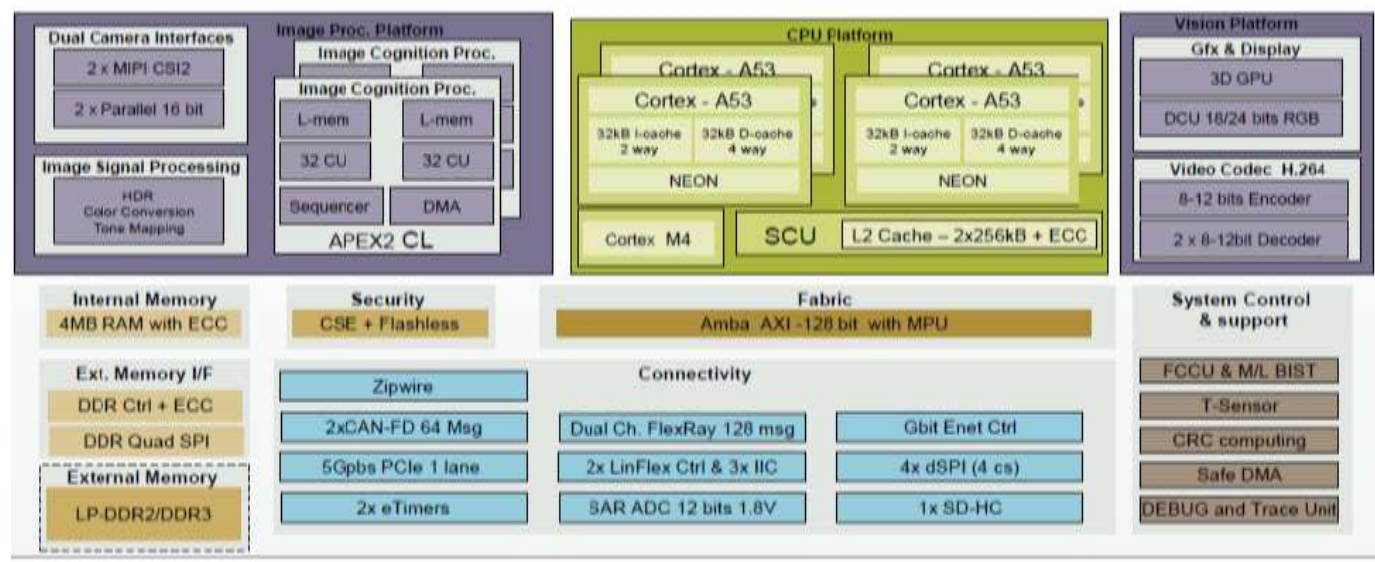 Image Proc. Platform
Dual Camera Interfaces
2 x MIPI CSI2
2 x Parallel 16 bit
Image Signal Processing
HDR
Color Conversion
Tone Mapping
Image Cognition Proc.
Image Cognition Proc.
L-mem
L-mem
32 CU
32 CU
Sequencer
DMA
APEX2 CL
CPU Platform
Cortex - A53
Cortex - A53
Cortex - A53
32kB I-cache
2 way
32kB D-cache
4 way
NEON
Cortex - A53
32kB I-cache
2 way
32kB D-cache
4 way
NEON
Cortex M4
SCU
L2 Cache – 2x256kB + ECC
Vision Platform
Gfx & Display
3D GPU
DCU 18/24 bits RGB
Video Codec H.264
8-12 bits Encoder
2 x 8-12bit Decoder
Internal Memory
4MB RAM with ECC
Security
CSE + Flashless
Fabric
Amba AXI -128 bit with MPU
System Control
& support
FCCU & M/L BIST
T-Sensor
CRC computing
Safe DMA
DEBUG and Trace Unit
Ext. Memory I/F
DDR Ctrl + ECC
DDR Quad SPI
External Memory
LP-DDR2/DDR3
Connectivity
Zipwire
2xCAN-FD 64 Msg
Dual Ch. FlexRay 128 msg
Gbit Enet Ctrl
5Gpbs PCIe 1 lane
2x LinFlex Ctrl & 3x IIC
4x dSPI (4 cs)
2x eTimers
SAR ADC 12 bits 1.8V
1x SD-HC